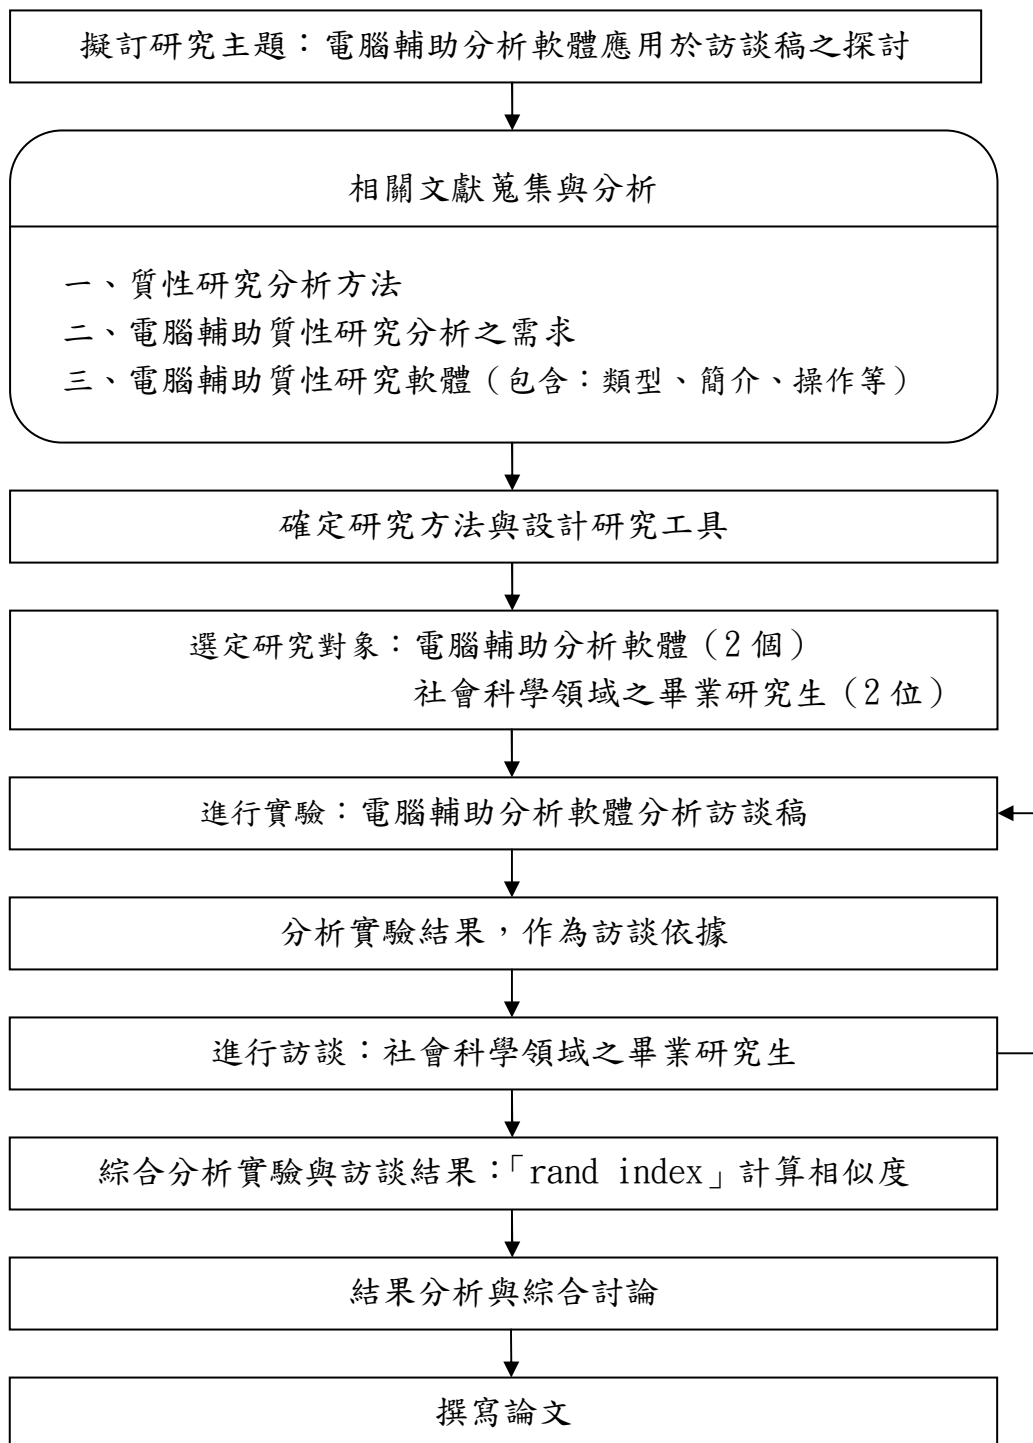 擬訂研究主題：電腦輔助分析軟體應用於訪談稿之探討
相關文獻蒐集與分析
一、質性研究分析方法
二、電腦輔助質性研究分析之需求
三、電腦輔助質性研究軟體（包含：類型、簡介、操作等）
確定研究方法與設計研究工具
選定研究對象：電腦輔助分析軟體（2 個）
社會科學領域之畢業研究生（2 位）
進行實驗：電腦輔助分析軟體分析訪談稿
分析實驗結果，作為訪談依據
進行訪談：社會科學領域之畢業研究生
綜合分析實驗與訪談結果：「rand index」計算相似度
結果分析與綜合討論
撰寫論文